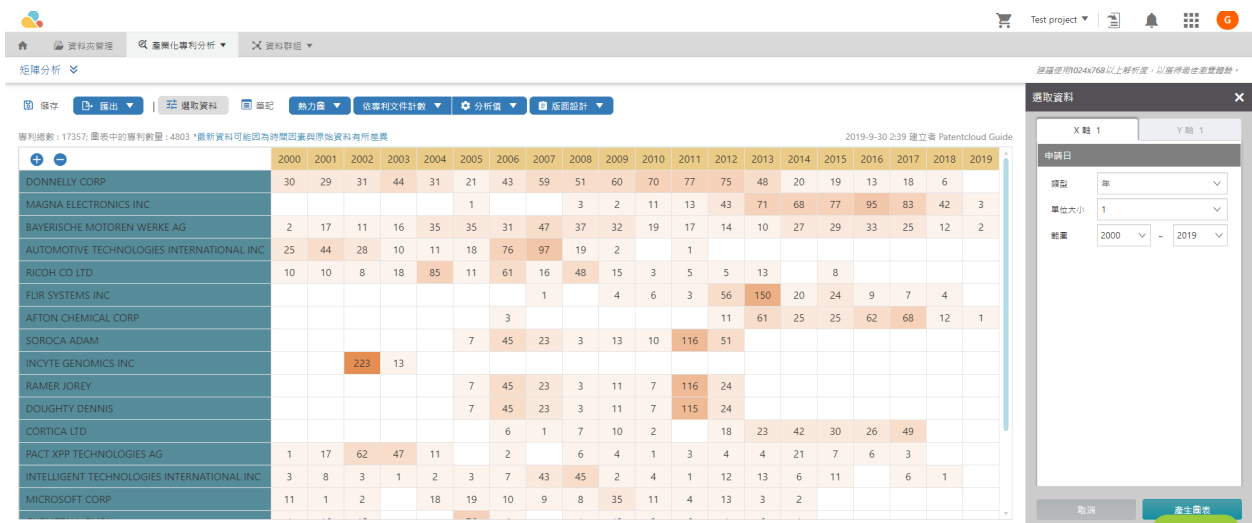 Test project
G
資料夾管理
產業化專利分析
資料群組
矩陣分析
建議使用1024x768以上解析度,以獲得最佳瀏覽體驗。
儲存
匯出
選取資料
筆記
熱力圖
依專利文件計數
分析值
版面設計
專利總數 : 17357; 圖表中的專利數量 : 4803 *最新資料可能因為時間因素與原始資料有所差異
2019-9-30 2:39 建立者 Patentcloud Guide
2000 2001 2002 2003 2004 2005 2006 2007 2008 2009 2010 2011 2012 2013 2014 2015 2016 2017 2018 2019
DONNELLY CORP 30 29 31 44 31 21 43 59 51 60 70 77 75 48 20 19 13 18 6
MAGNA ELECTRONICS INC 1 3 2 11 13 43 71 68 77 95 83 42 3
BAYERISCHE MOTOREN WERKE AG 2 17 11 16 35 35 31 47 37 32 19 17 14 10 27 29 33 25 12 2
AUTOMOTIVE TECHNOLOGIES INTERNATIONAL INC 25 44 28 10 11 18 76 97 19 2 1
RICOH CO LTD 10 10 8 18 85 11 61 16 48 15 3 5 5 13 8
FLIR SYSTEMS INC 1 4 6 3 56 150 20 24 9 7 4
AFTON CHEMICAL CORP 3 11 61 25 25 62 68 12 1
SOROCA ADAM 7 45 23 3 13 10 116 51
INCYTE GENOMICS INC 223 13
RAMER JOREY 7 45 23 3 11 7 116 24
DOUGHTY DENNIS 7 45 23 3 11 7 115 24
CORTICA LTD 6 1 7 10 2 18 23 42 30 26 49
PACT XPP TECHNOLOGIES AG 1 17 62 47 11 2 6 4 1 3 4 4 21 7 6 3
INTELLIGENT TECHNOLOGIES INTERNATIONAL INC 3 8 3 1 2 3 7 43 45 2 4 1 12 13 6 11 6 1
MICROSOFT CORP 11 1 2 18 19 10 9 8 35 11 4 13 3 2
選取資料
X 軸 1
Y 軸 1
申請日
類型 年
單位大小 1
範圍 2000 – 2019
取消
產生圖表